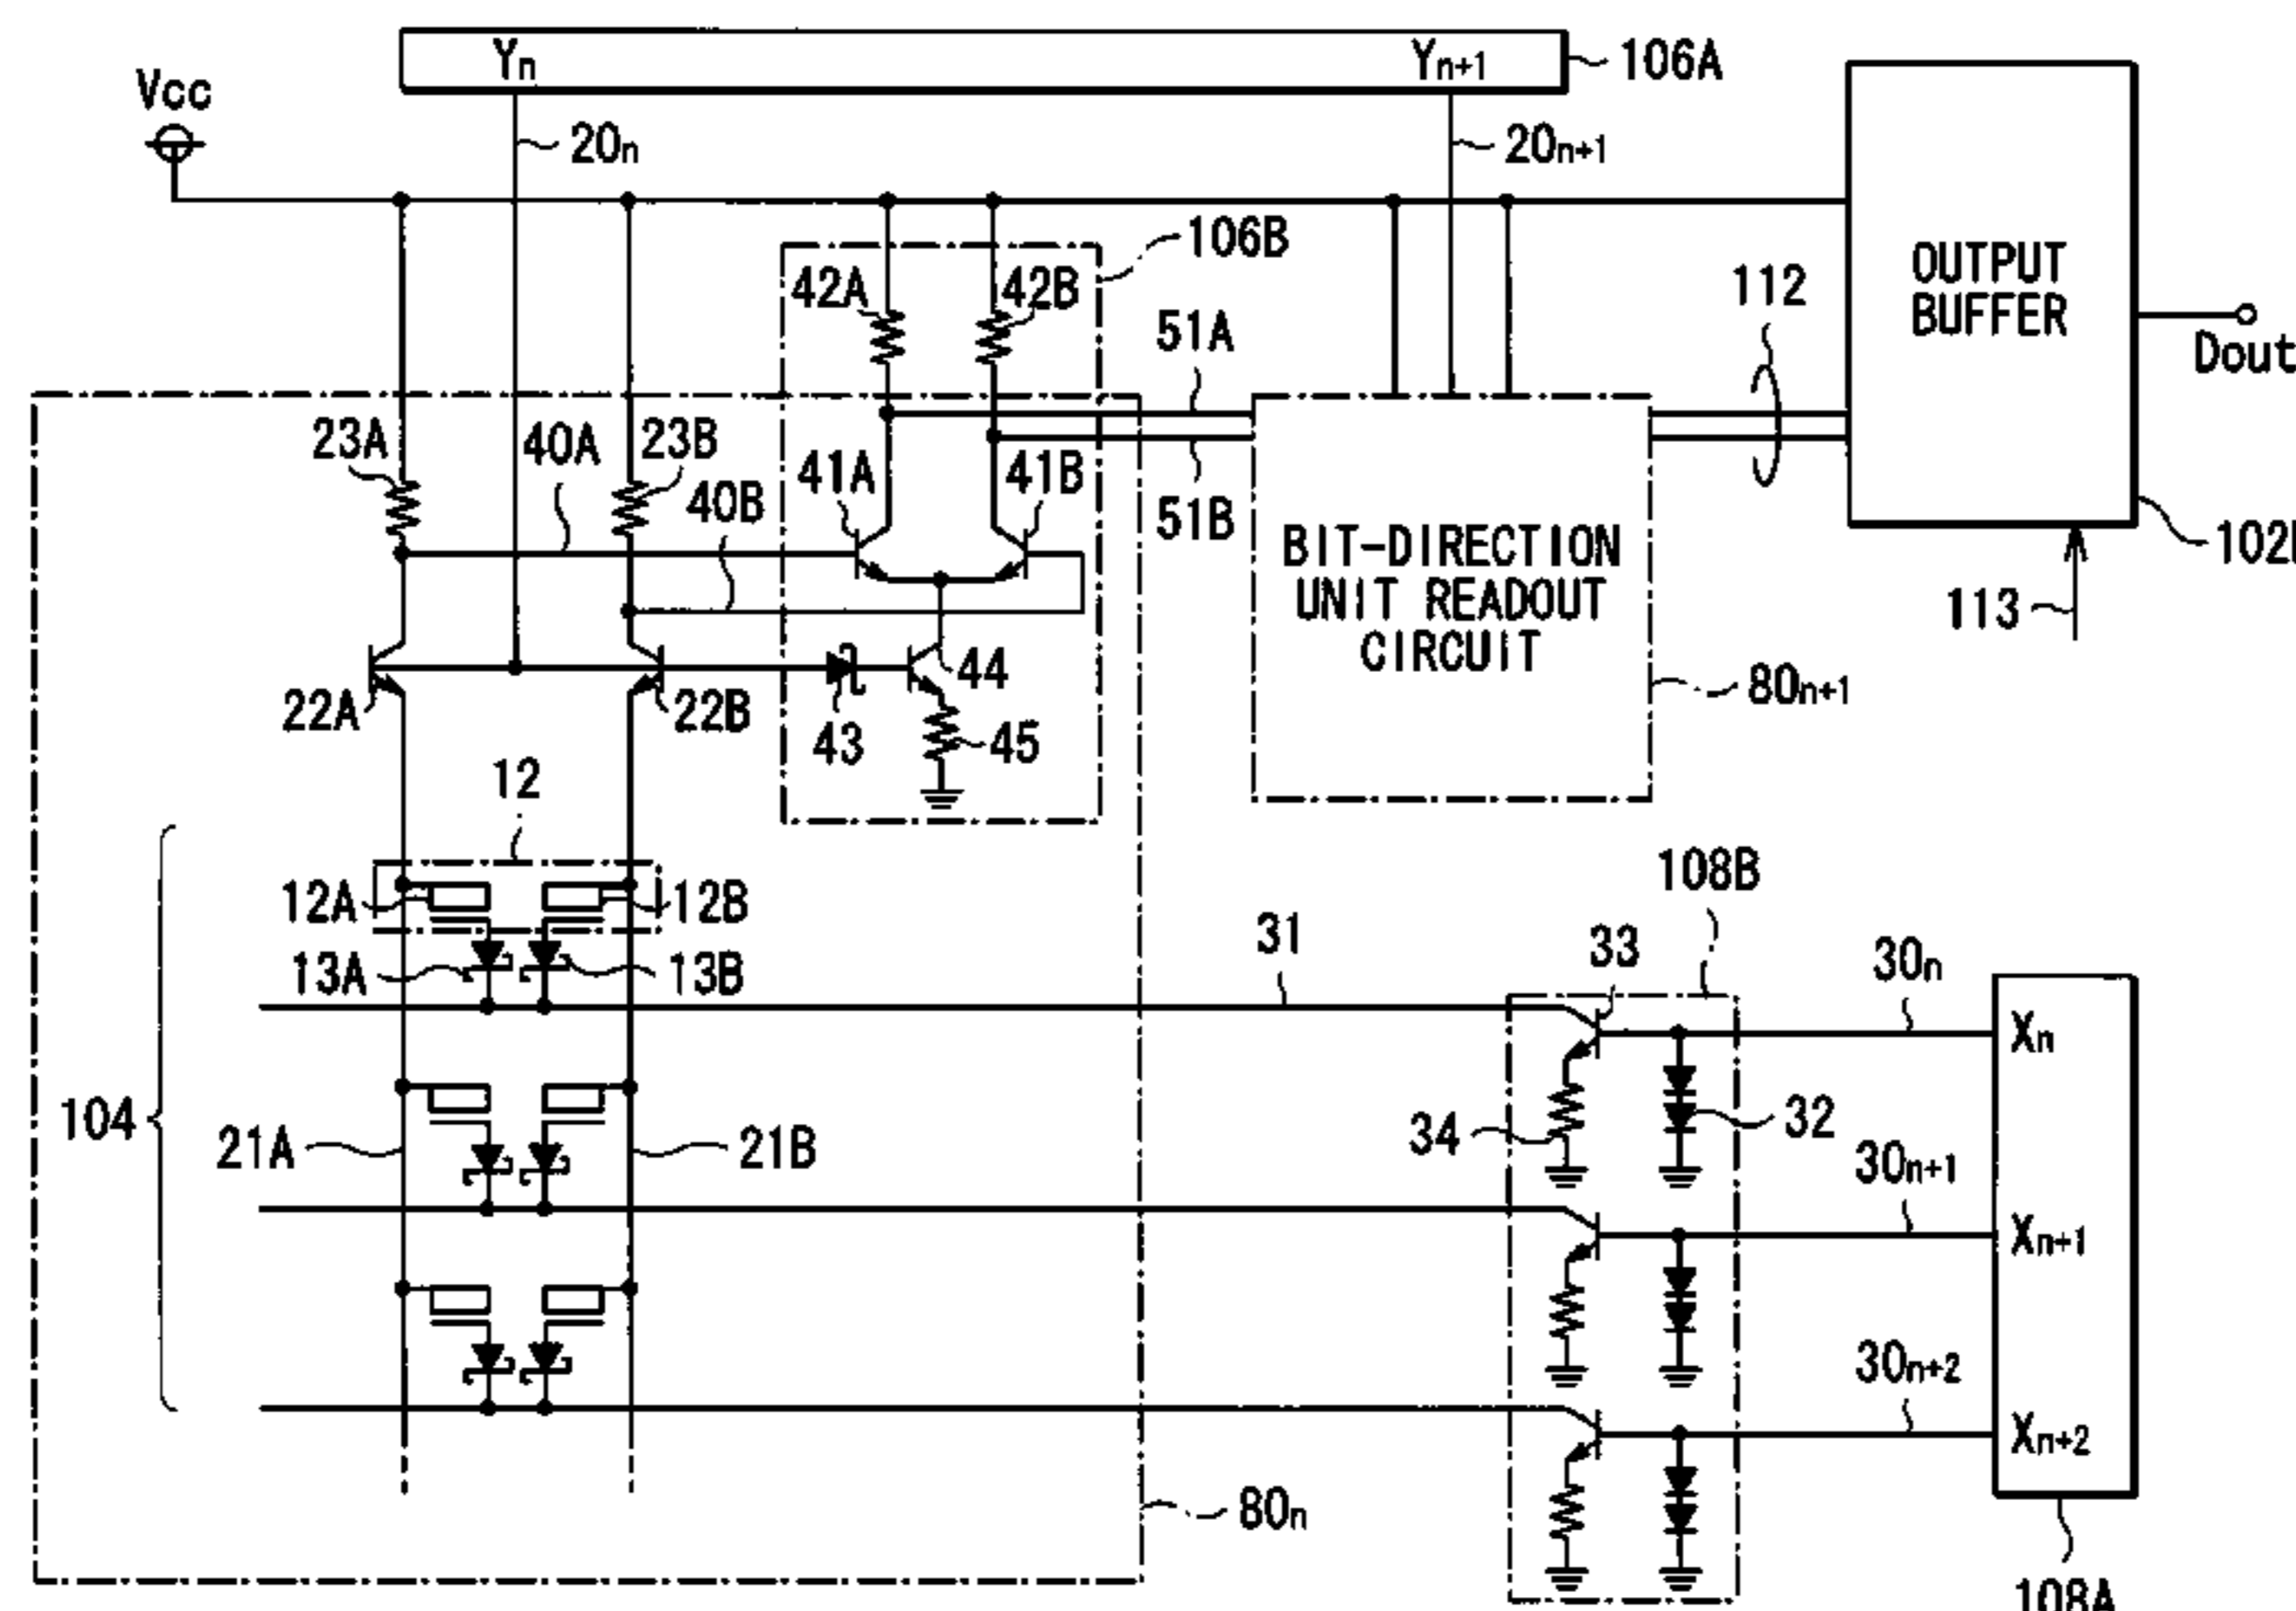 Yn Yn+1 106A
Vcc
20n 20n+1
106B
OUTPUT
BUFFER
112
42A 42B
51A
Dout
23A 40A 23B
41A 41B
40B
51B
BIT-DIRECTION
UNIT READOUT
CIRCUIT
113
44
22A 22B
80n+1
43 45
12
12A 12B
108B
31 33 30n
13A 13B
Xn
104
34 32
21A 21B
30n+1
Xn+1
30n+2
Xn+2
80n
108A